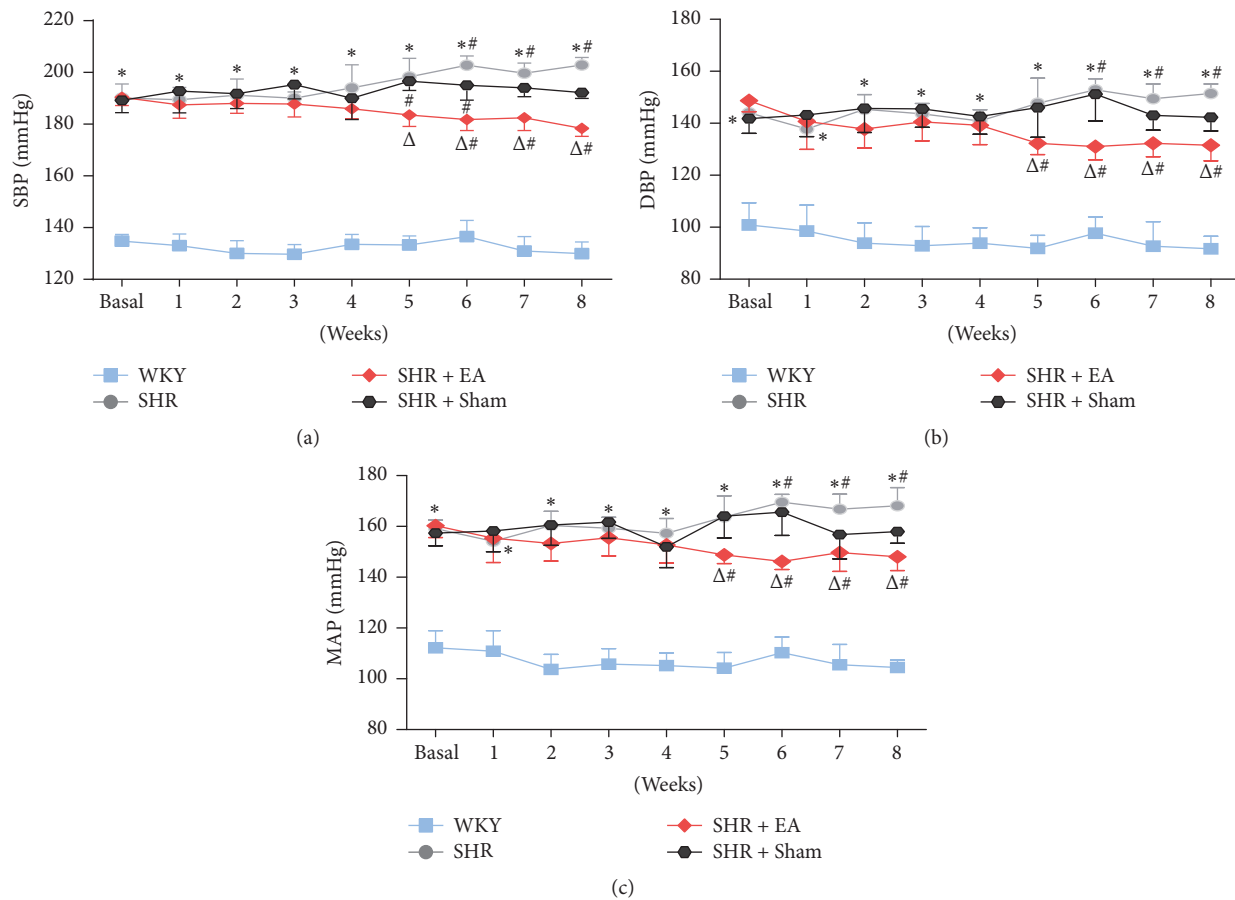 220
200
180
160
140
120
SBP (mmHg)
* * * * * * *# *# *#
# #
Δ Δ# Δ# Δ#
Basal 1 2 3 4 5 6 7 8
(Weeks)
WKY
SHR
SHR + EA
SHR + Sham
(a)
160
140
120
100
80
DBP (mmHg)
* * * * * * *# *# *#
Δ# Δ# Δ# Δ#
Basal 1 2 3 4 5 6 7 8
(Weeks)
WKY
SHR
SHR + EA
SHR + Sham
(b)
180
160
140
120
100
80
MAP (mmHg)
* * * * * * *# *# *#
Δ# Δ# Δ# Δ#
Basal 1 2 3 4 5 6 7 8
(Weeks)
WKY
SHR
SHR + EA
SHR + Sham
(c)